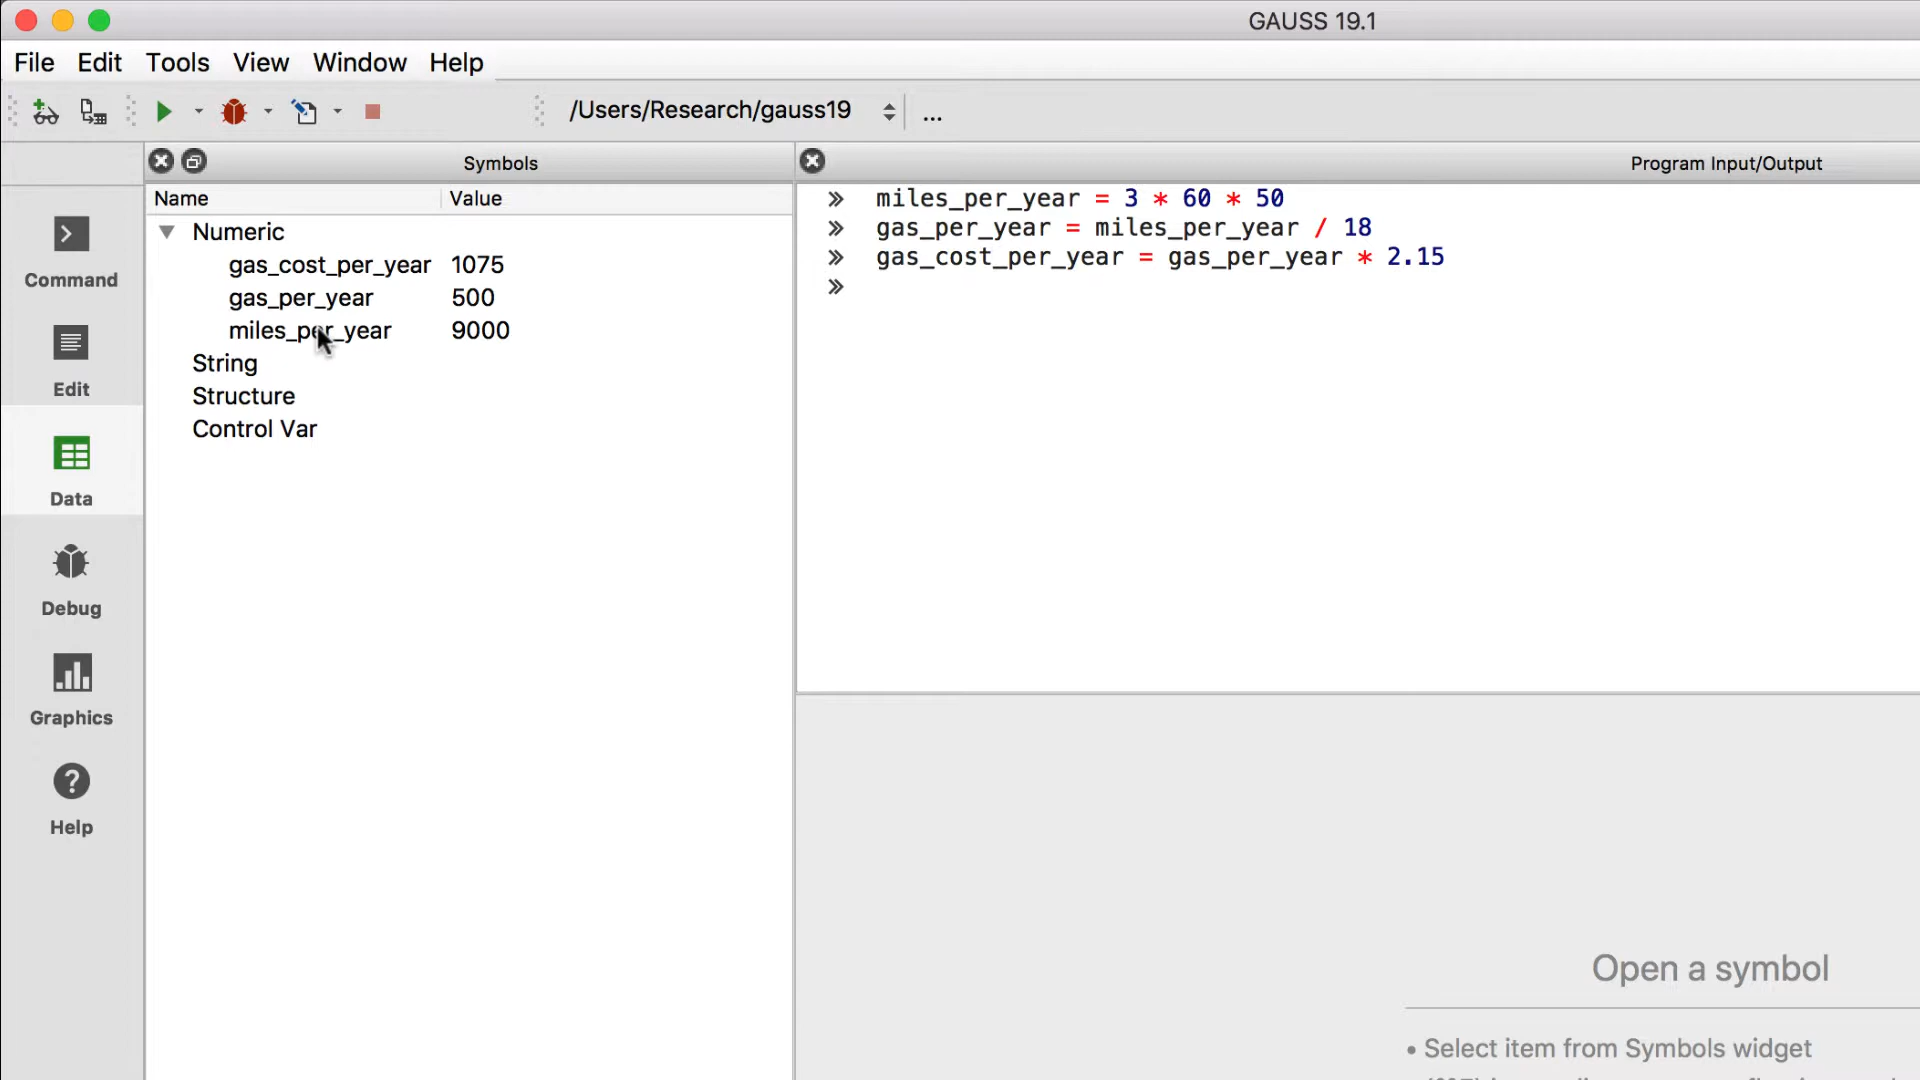 GAUSS 19.1
File Edit Tools View Window Help
/Users/Research/gauss19 ...
Symbols
Program Input/Output
Name Value
Numeric
gas_cost_per_year 1075
gas_per_year 500
miles_per_year 9000
String
Structure
Control Var
» miles_per_year = 3 * 60 * 50
» gas_per_year = miles_per_year / 18
» gas_cost_per_year = gas_per_year * 2.15
»
Command
Edit
Data
Debug
Graphics
Help
Open a symbol
• Select item from Symbols widget